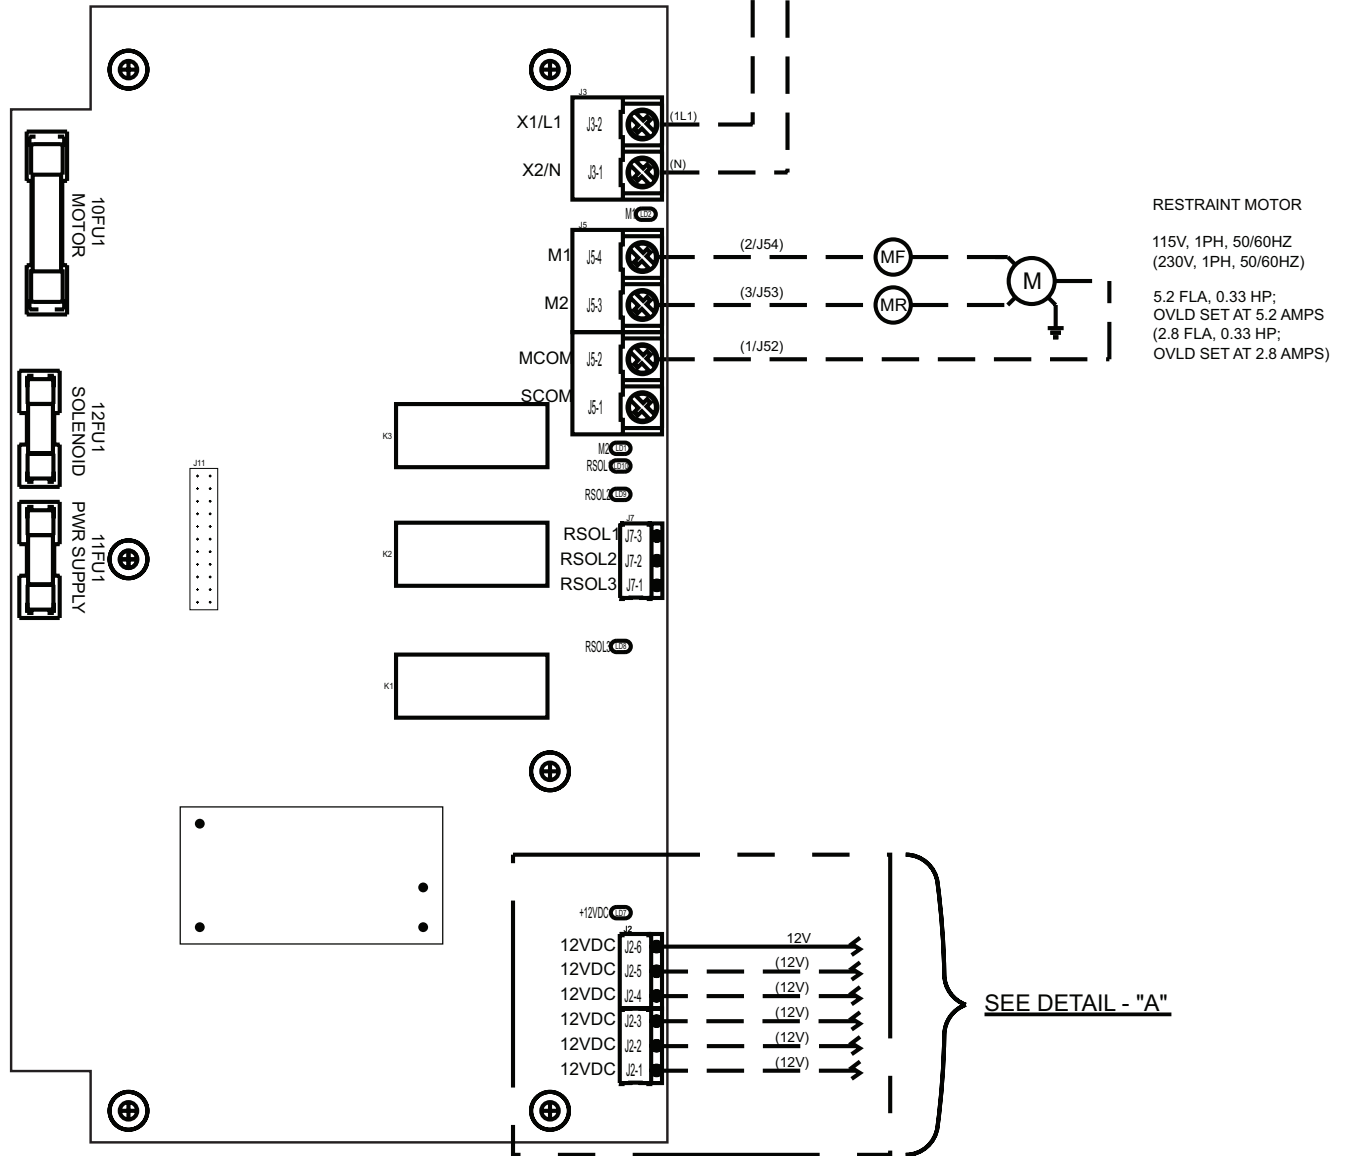 J3
X1/L1
J3-2
(1L1)
X2/N
J3-1
(N)
M1
LD2
J5
M1
J5-4
(2/J54)
MF
M2
J5-3
(3/J53)
MR
M
MCOM
J5-2
(1/J52)
SCOM
J5-1
RESTRAINT MOTOR
115V, 1PH, 50/60HZ
(230V, 1PH, 50/60HZ)
5.2 FLA, 0.33 HP;
OVLD SET AT 5.2 AMPS
(2.8 FLA, 0.33 HP;
OVLD SET AT 2.8 AMPS)
10FU1
MOTOR
12FU1
SOLENOID
11FU1
PWR SUPPLY
J11
K3
K2
K1
M2
LD1
RSOL
LD10
RSOL2
LD9
J7
RSOL1
J7-3
RSOL2
J7-2
RSOL3
J7-1
RSOL3
LD8
+12VDC
LD7
J2
12VDC
J2-6
12V
12VDC
J2-5
(12V)
12VDC
J2-4
(12V)
12VDC
J2-3
(12V)
12VDC
J2-2
(12V)
12VDC
J2-1
(12V)
SEE DETAIL - "A"